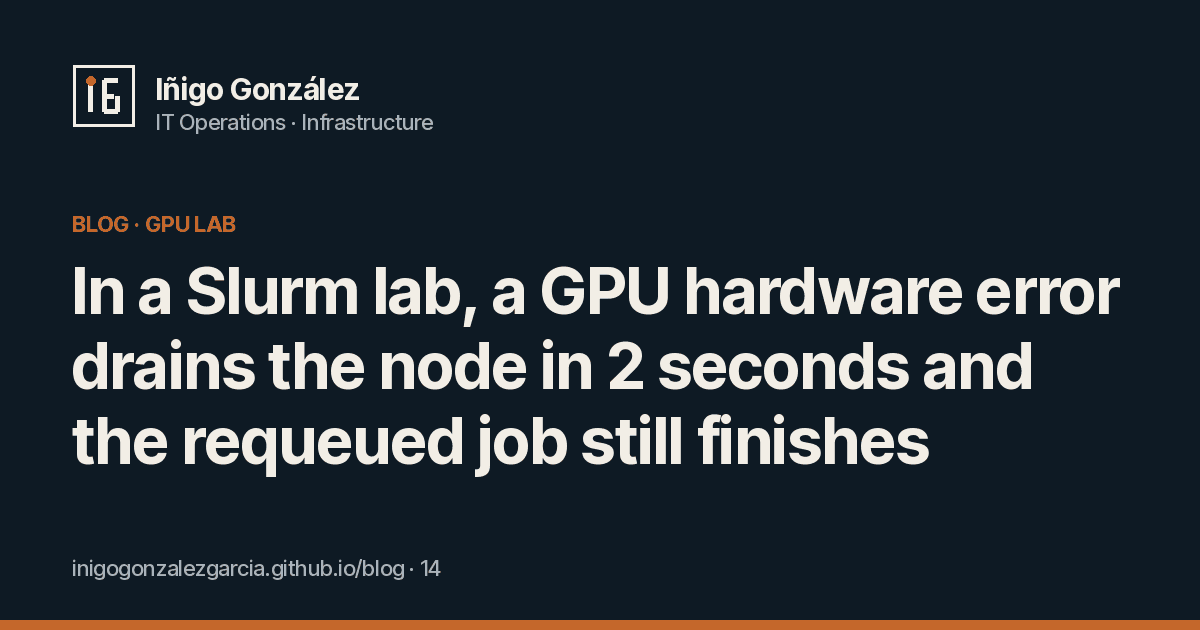 iG
Iñigo González
IT Operations · Infrastructure
BLOG · GPU LAB
In a Slurm lab, a GPU hardware error
drains the node in 2 seconds and
the requeued job still finishes
inigogonzalezgarcia.github.io/blog · 14